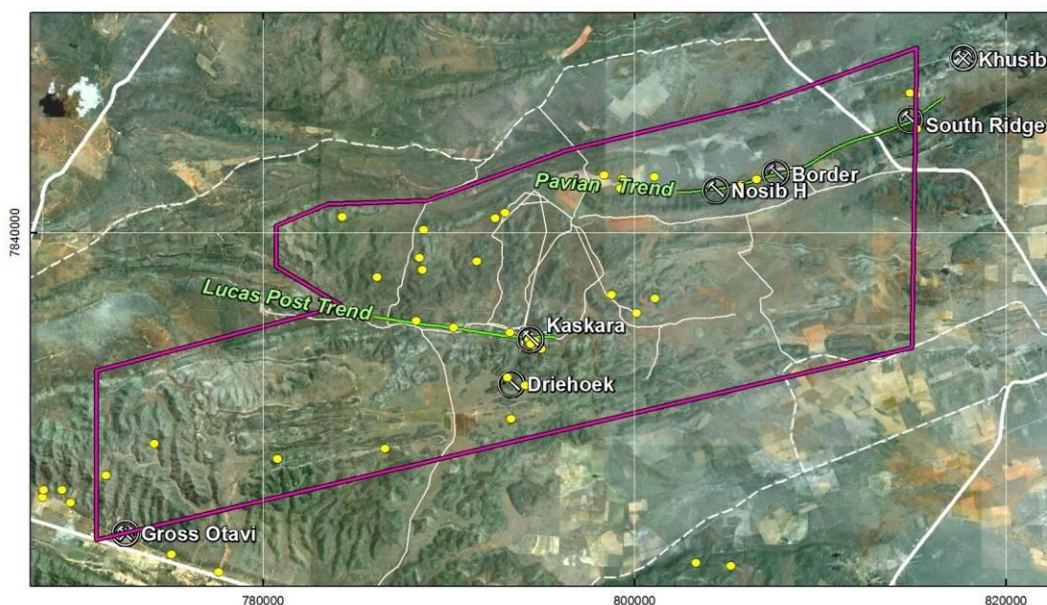 Khusib
South Ridge
Border
Pavian Trend
Nosib H
7840000
Lucas Post Trend
Kaskara
Driehoek
Gross Otavi
780000
800000
820000